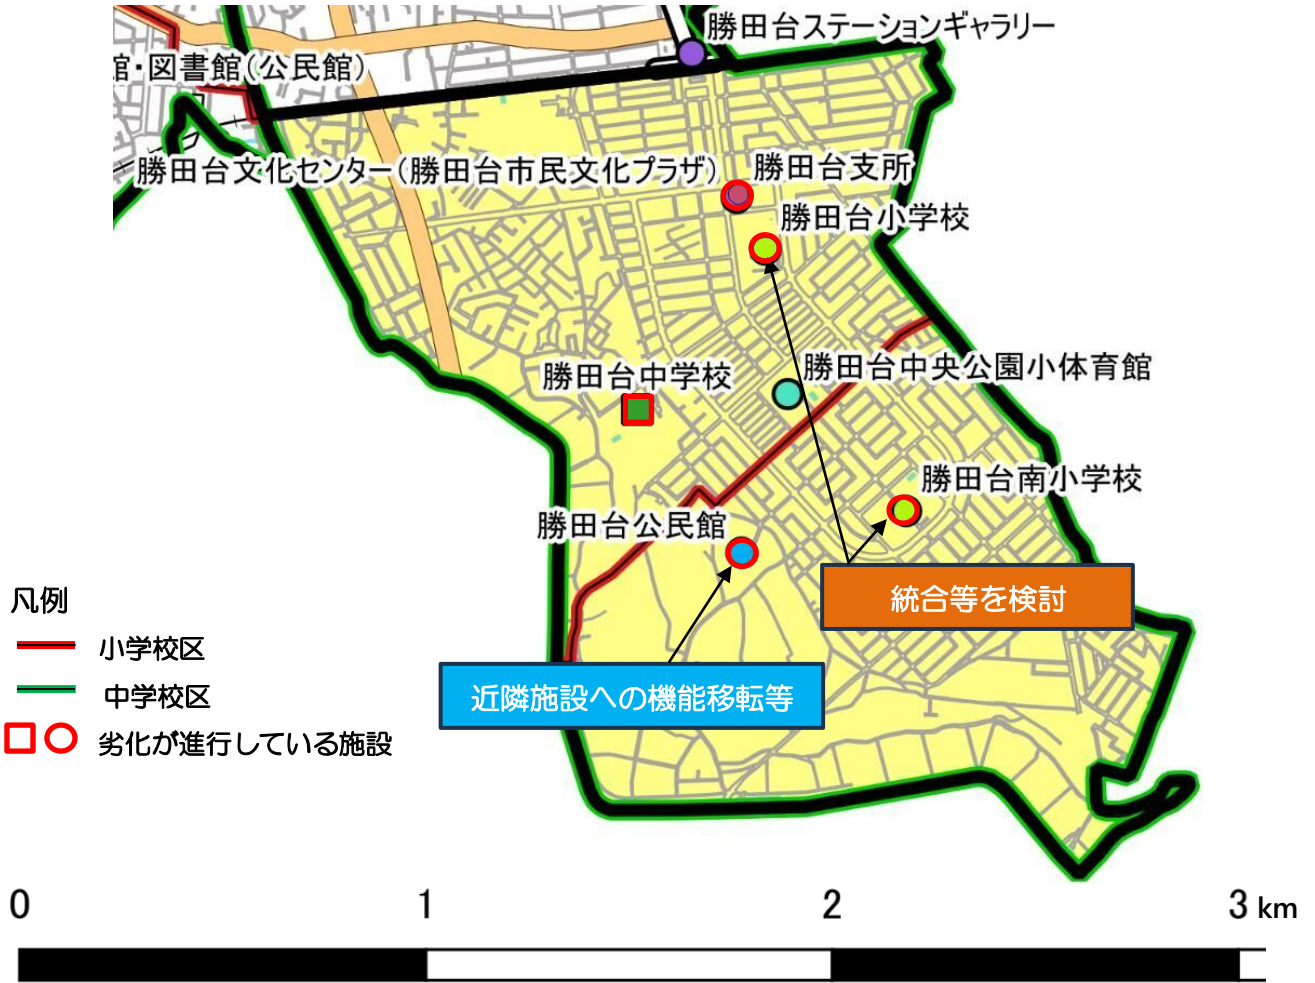 勝田台ステーションギャラリー
館・図書館(公民館)
勝田台文化センター(勝田台市民文化プラザ)
勝田台支所
勝田台小学校
勝田台中央公園小体育館
勝田台中学校
勝田台南小学校
勝田台公民館
統合等を検討
近隣施設への機能移転等
凡例
小学校区
中学校区
劣化が進行している施設
0 1 2 3 km